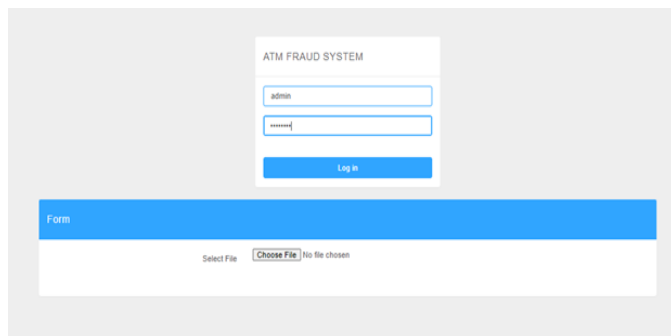 ATM FRAUD SYSTEM
admin
••••••••
Log in
Form
Select File Choose File No file chosen